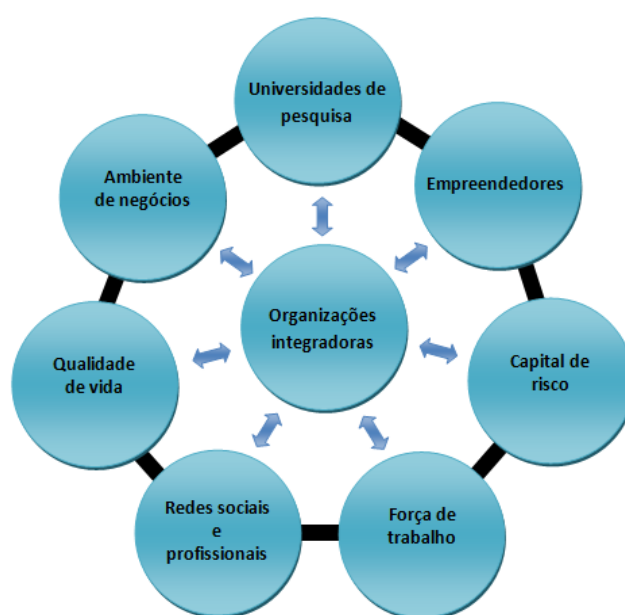 Universidades de
pesquisa
Empreendedores
Capital de
risco
Força de
trabalho
Redes sociais
e
profissionais
Qualidade
de vida
Ambiente
de negócios
Organizações
integradoras